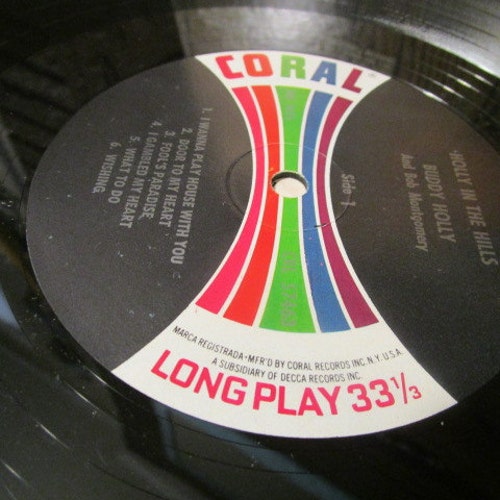 CORAL
HOLLY IN THE HILLS
BUDDY HOLLY
And Bob Montgomery
Side 1
1. I WANNA PLAY HOUSE WITH YOU
2. DOOR TO MY HEART
3. FOOL'S PARADISE
4. I GAMBLED MY HEART
5. WHAT TO DO
6. WISHING
MARCA REGISTRADA • MFR'D BY CORAL RECORDS INC. N.Y. U.S.A.
A SUBSIDIARY OF DECCA RECORDS INC.
LONG PLAY 33 1/3